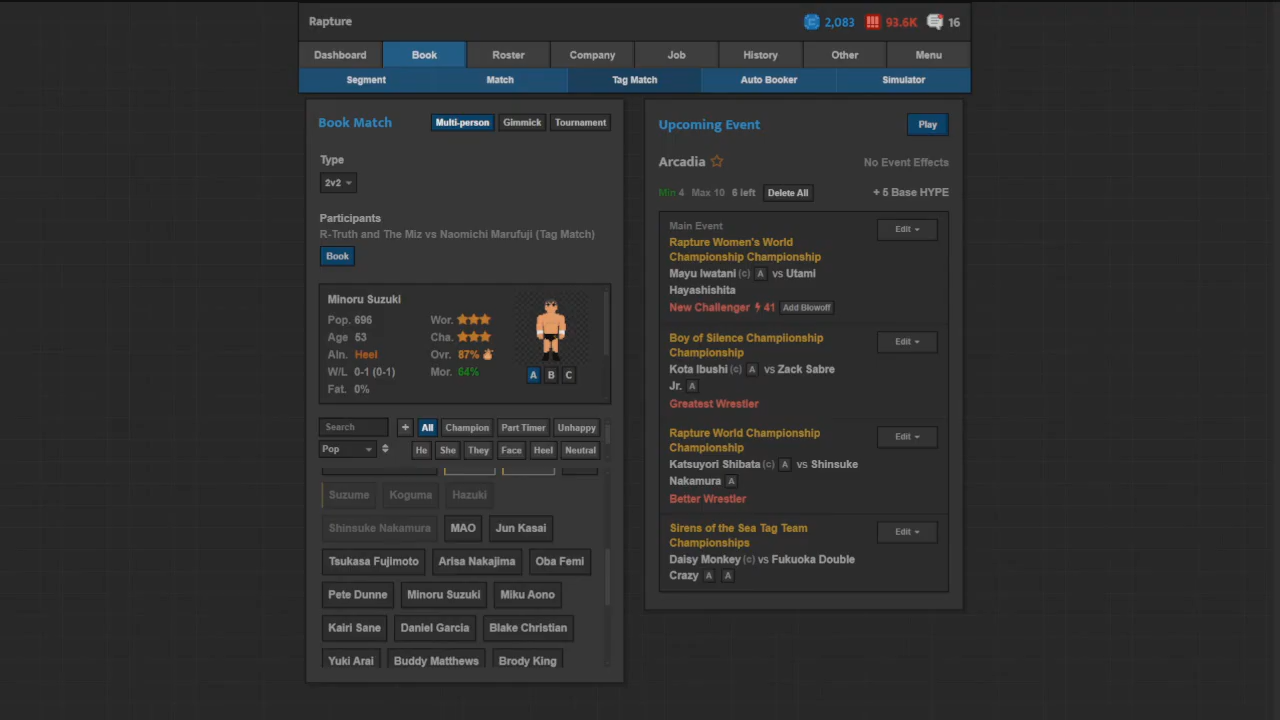 Rapture
2,083
93.6K
16
Dashboard Book Roster Company Job History Other Menu
Segment Match Tag Match Auto Booker Simulator
Book Match
Multi-person Gimmick Tournament
Type
2v2
Participants
R-Truth and The Miz vs Naomichi Marufuji (Tag Match)
Book
Minoru Suzuki
Pop. 696
Wor.
Age 53
Cha.
Aln. Heel
Ovr. 87%
W/L 0-1 (0-1)
Mor. 64%
Fat. 0%
A B C
Search + All Champion Part Timer Unhappy
Pop He She They Face Heel Neutral
Suzume Koguma Hazuki
Shinsuke Nakamura MAO Jun Kasai
Tsukasa Fujimoto Arisa Nakajima Oba Femi
Pete Dunne Minoru Suzuki Miku Aono
Kairi Sane Daniel Garcia Blake Christian
Yuki Arai Buddy Matthews Brody King
Upcoming Event
Play
Arcadia
No Event Effects
Min 4 Max 10 6 left Delete All + 5 Base HYPE
Main Event
Edit
Rapture Women's World
Championship Championship
Mayu Iwatani (c) A vs Utami
Hayashishita
New Challenger 41 Add Blowoff
Boy of Silence Champliionship
Championship
Edit
Kota Ibushi (c) A vs Zack Sabre
Jr. A
Greatest Wrestler
Rapture World Championship
Championship
Edit
Katsuyori Shibata (c) A vs Shinsuke
Nakamura A
Better Wrestler
Sirens of the Sea Tag Team
Championships
Edit
Daisy Monkey (c) vs Fukuoka Double
Crazy A A